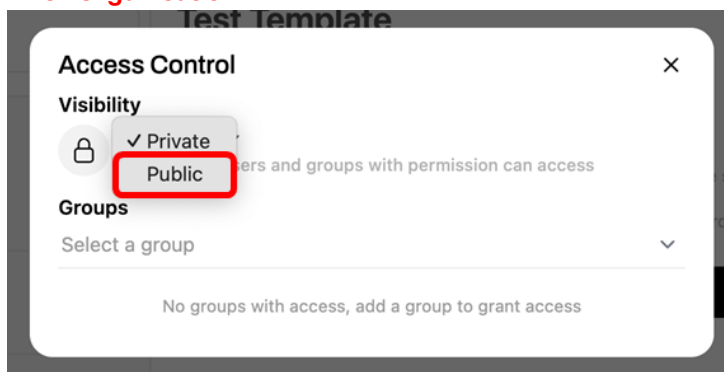 Test Template
Access Control
Visibility
✓ Private
Public
and groups with permission can access
Groups
Select a group
No groups with access, add a group to grant access